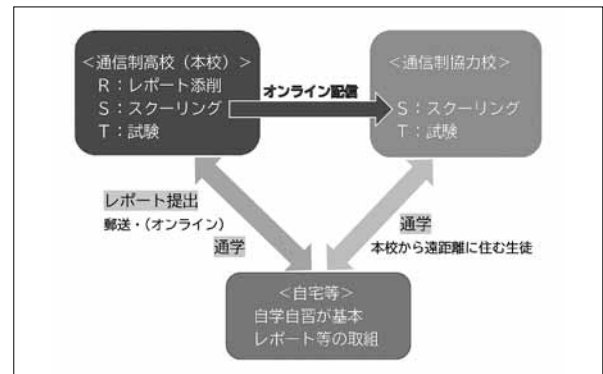 ＜通信制高校（本校）＞
R：レポート添削
S：スクーリング
T：試験
オンライン配信
＜通信制協力校＞
S：スクーリング
T：試験
レポート提出
郵送・（オンライン）
通学
通学
本校から遠距離に住む生徒
＜自宅等＞
自学自習が基本
レポート等の取組